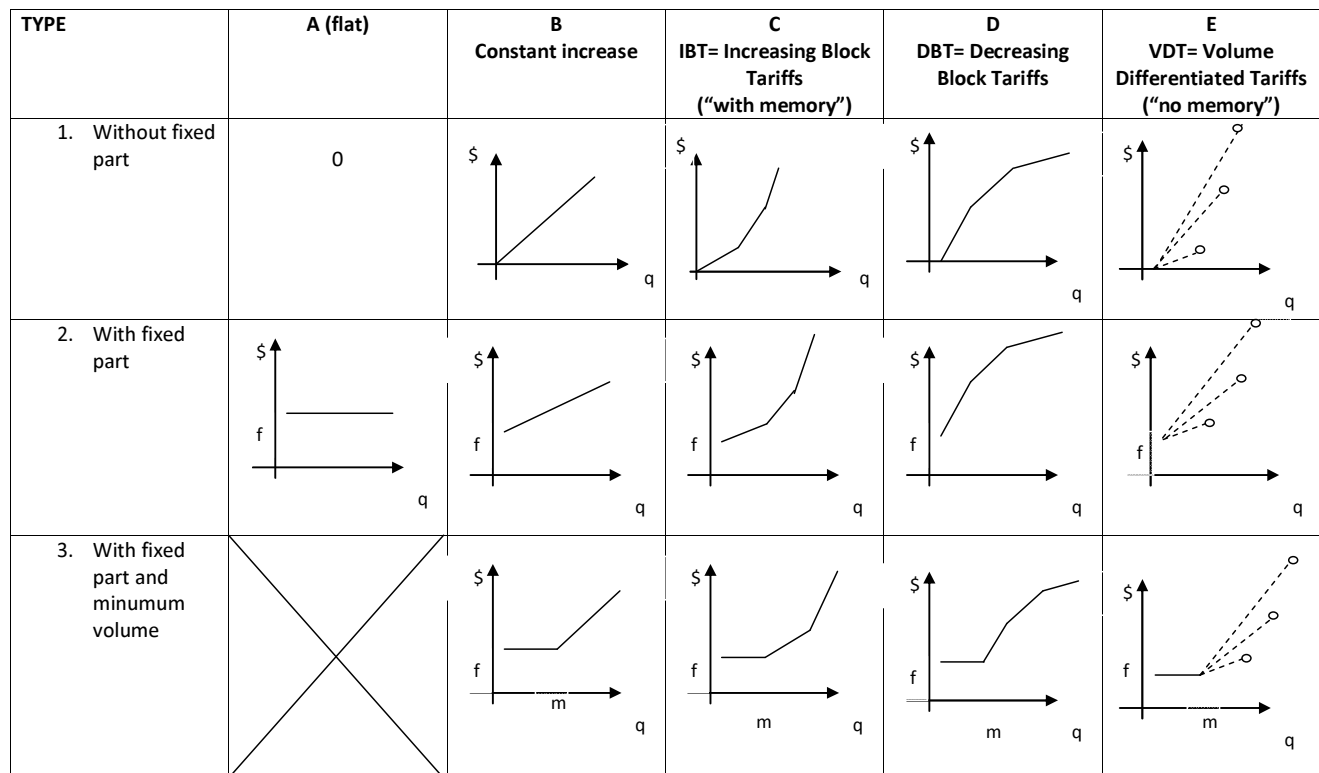 TYPE
A (flat)
B
Constant increase
C
IBT= Increasing Block
Tariffs
(“with memory”)
D
DBT= Decreasing
Block Tariffs
E
VDT= Volume
Differentiated Tariffs
(“no memory”)
1. Without fixed
part
0
$
q
$
q
$
q
$
q
2. With fixed
part
$
f
q
$
f
q
$
f
q
$
f
q
$
f
q
3. With fixed
part and
minumum
volume
$
f
m
q
$
f
m
q
$
f
m
q
$
f
m
q